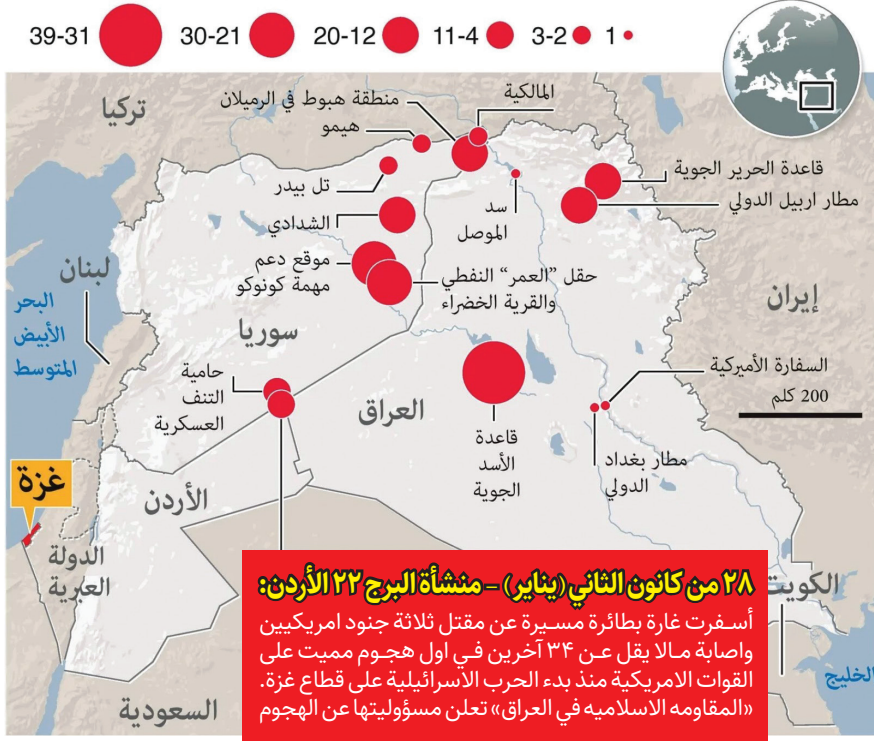 39-31
30-21
20-12
11-4
3-2
1
تركيا
منطقة هبوط في الرميلان
المالكية
هيمو
تل بيدر
الشدادي
سد
الموصل
قاعدة الحرير الجوية
مطار اربيل الدولي
لبنان
البحر
الأبيض
المتوسط
موقع دعم
مهمة كونوكو
حقل "العمر" النفطي
والقرية الخضراء
إيران
سوريا
حامية
التنف
العسكرية
العراق
السفارة الأميركية
200 كلم
قاعدة
الأسد
الجوية
مطار بغداد
الدولي
غزة
الأردن
الدولة
العبرية
الكويت
الخليج
السعودية
۲۸ من كانون الثاني (يناير) – منشأة البرج ۲۲ الأردن:
أسفرت غارة بطائرة مسيرة عن مقتل ثلاثة جنود امريكيين
واصابة مالا يقل عن ۳۴ آخرين في اول هجوم مميت على
القوات الامريكية منذ بدء الحرب الاسرائيلية على قطاع غزة.
«المقاومه الاسلاميه في العراق» تعلن مسؤوليتها عن الهجوم